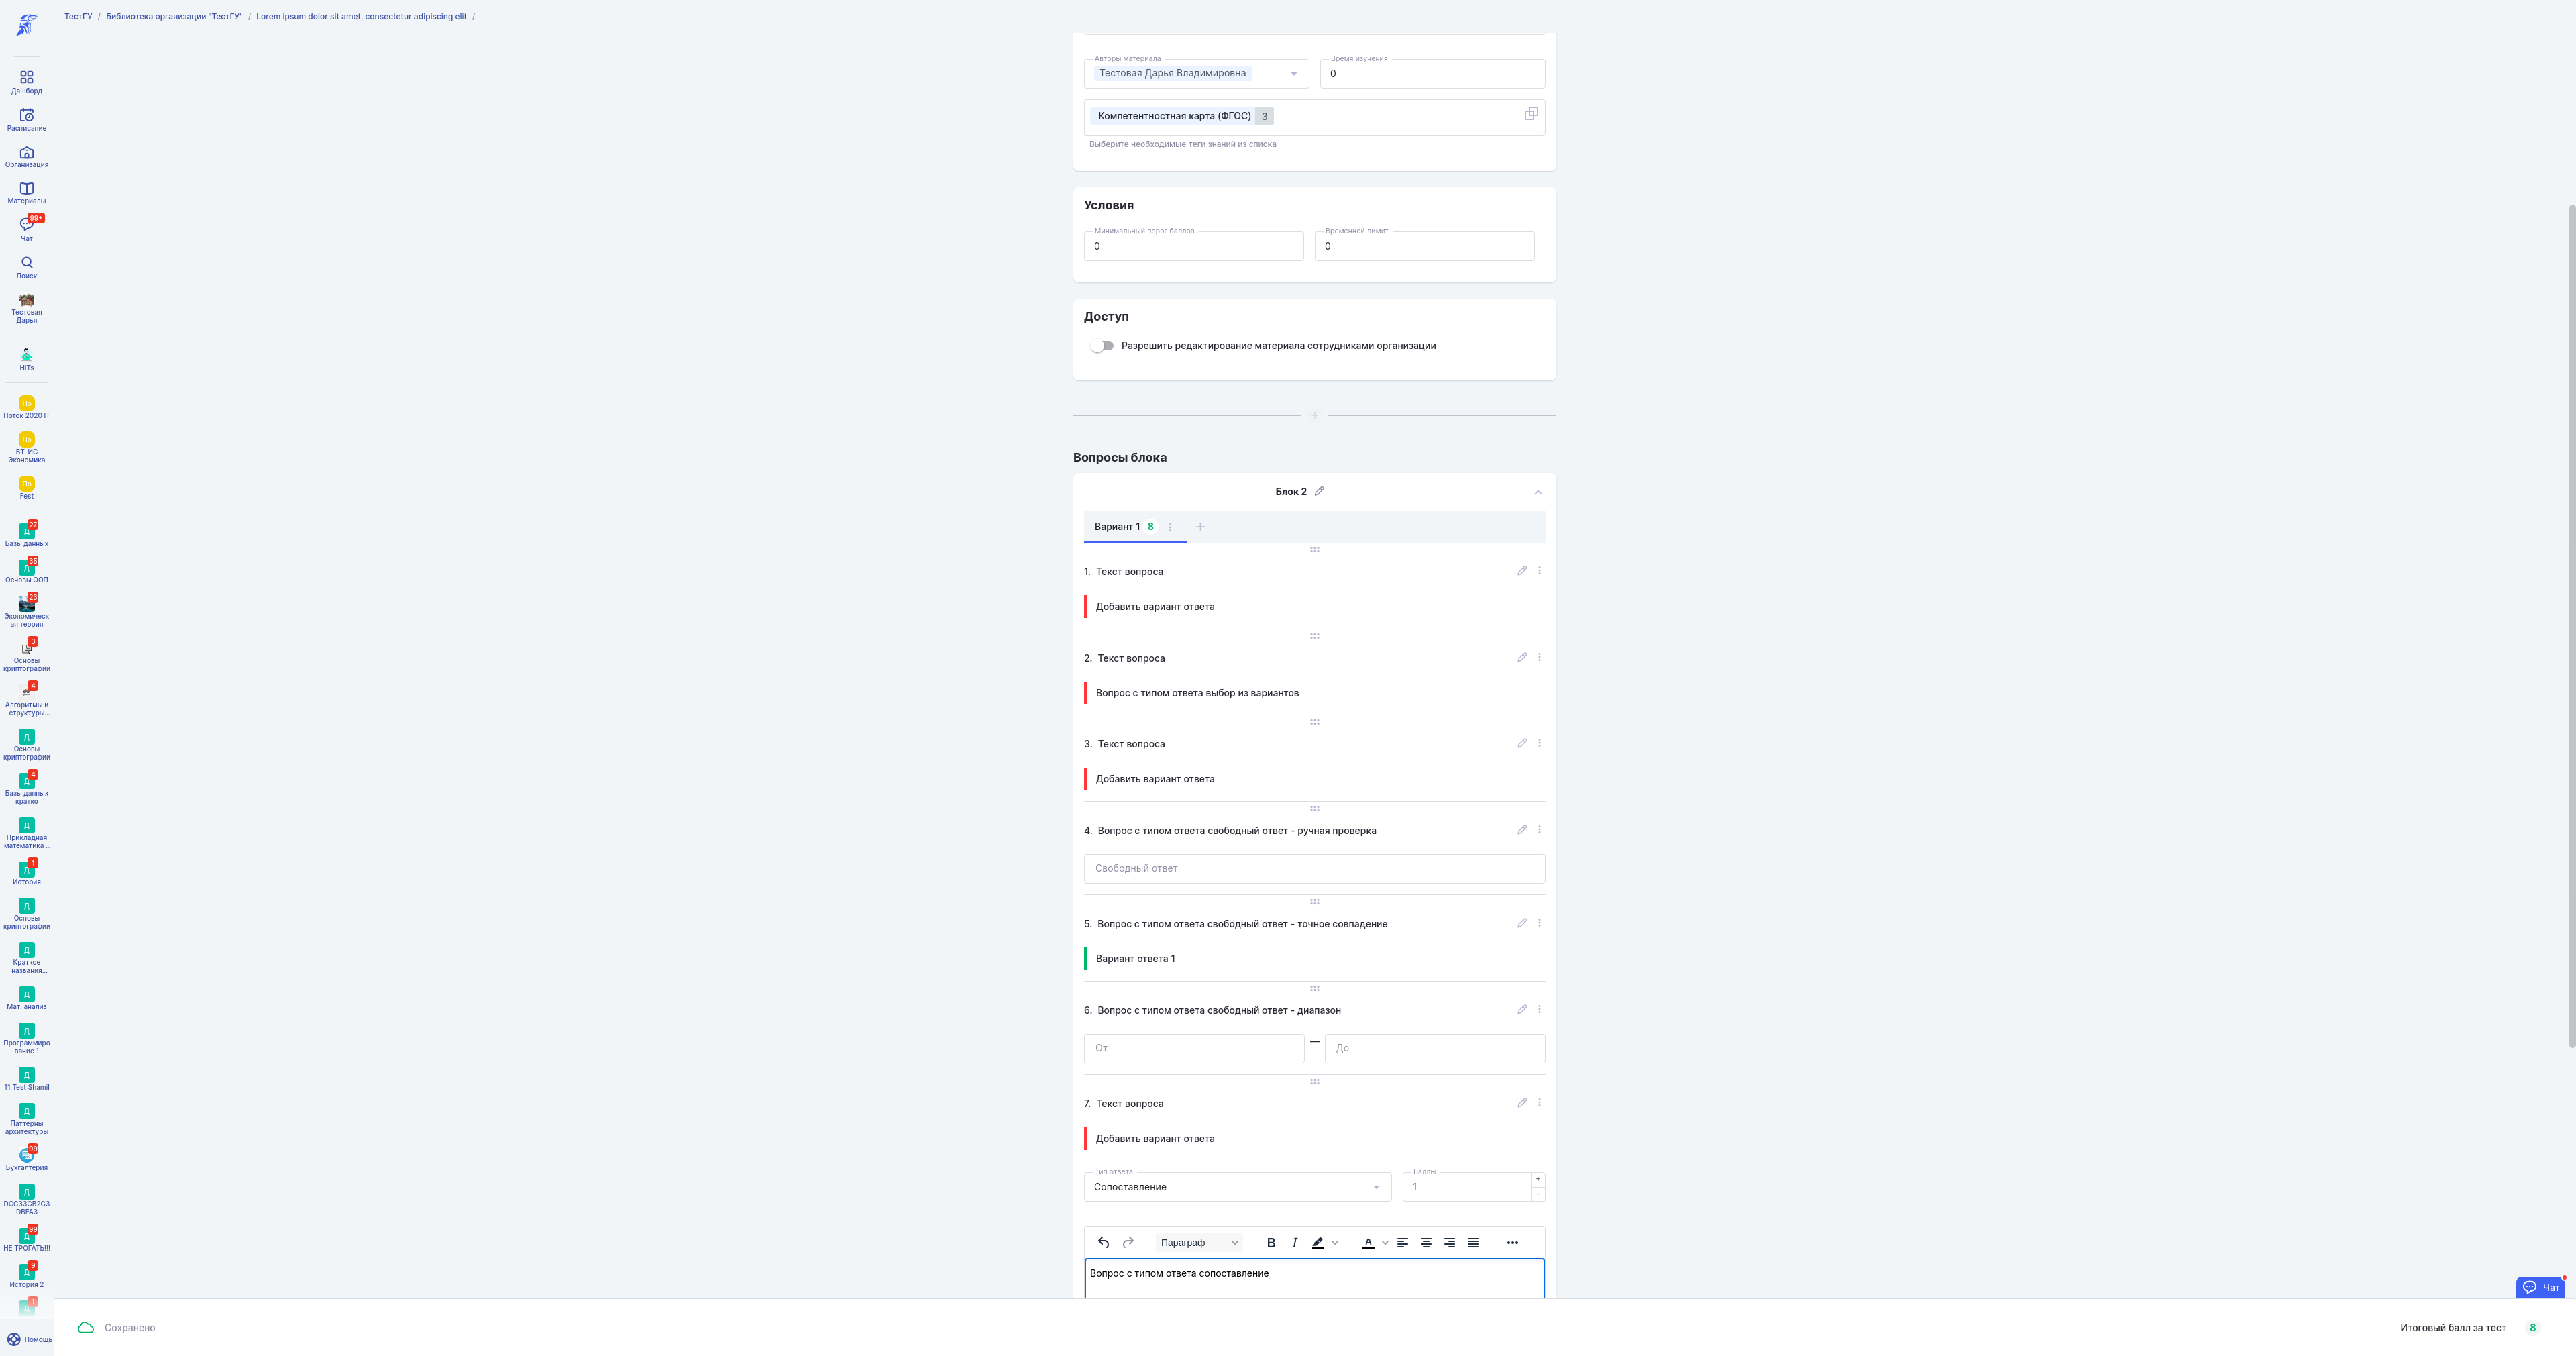 ТестГУ / Библиотека организации "ТестГУ" / Lorem ipsum dolor sit amet, consectetur adipiscing elit /
Дашборд
Расписание
Организация
Материалы
99+
Чат
Поиск
Тестовая
Дарья
HITs
По
Поток 2020 IT
По
ВТ-ИС
Экономика
По
Fest
27
Д
Базы данных
35
Д
Основы ООП
23
Экономическ
ая теория
3
Основы
криптографии
4
Алгоритмы и
структуры...
Д
Основы
криптографии
4
Д
Базы данных
кратко
Д
Прикладная
математика ...
1
Д
История
Д
Основы
криптографии
Д
Краткое
названия...
Д
Мат. анализ
Д
Программиро
вание 1
Д
11 Test Shamil
Д
Паттерны
архитектуры
99
Бухгалтерия
Д
DCC33GB2G3
DBFA3
99
Д
НЕ ТРОГАТЬ!!!
9
Д
История 2
1
Д
Помощь
Авторы материала
Тестовая Дарья Владимировна
Время изучения
0
Компетентностная карта (ФГОС) 3
Выберите необходимые теги знаний из списка
Условия
Минимальный порог баллов
0
Временной лимит
0
Доступ
Разрешить редактирование материала сотрудниками организации
+
Вопросы блока
Блок 2
Вариант 1 8 +
1. Текст вопроса
Добавить вариант ответа
2. Текст вопроса
Вопрос с типом ответа выбор из вариантов
3. Текст вопроса
Добавить вариант ответа
4. Вопрос с типом ответа свободный ответ - ручная проверка
Свободный ответ
5. Вопрос с типом ответа свободный ответ - точное совпадение
Вариант ответа 1
6. Вопрос с типом ответа свободный ответ - диапазон
От — До
7. Текст вопроса
Добавить вариант ответа
Тип ответа
Сопоставление
Баллы
1
+
-
Параграф B I A ...
Вопрос с типом ответа сопоставление
Чат
Сохранено
Итоговый балл за тест 8